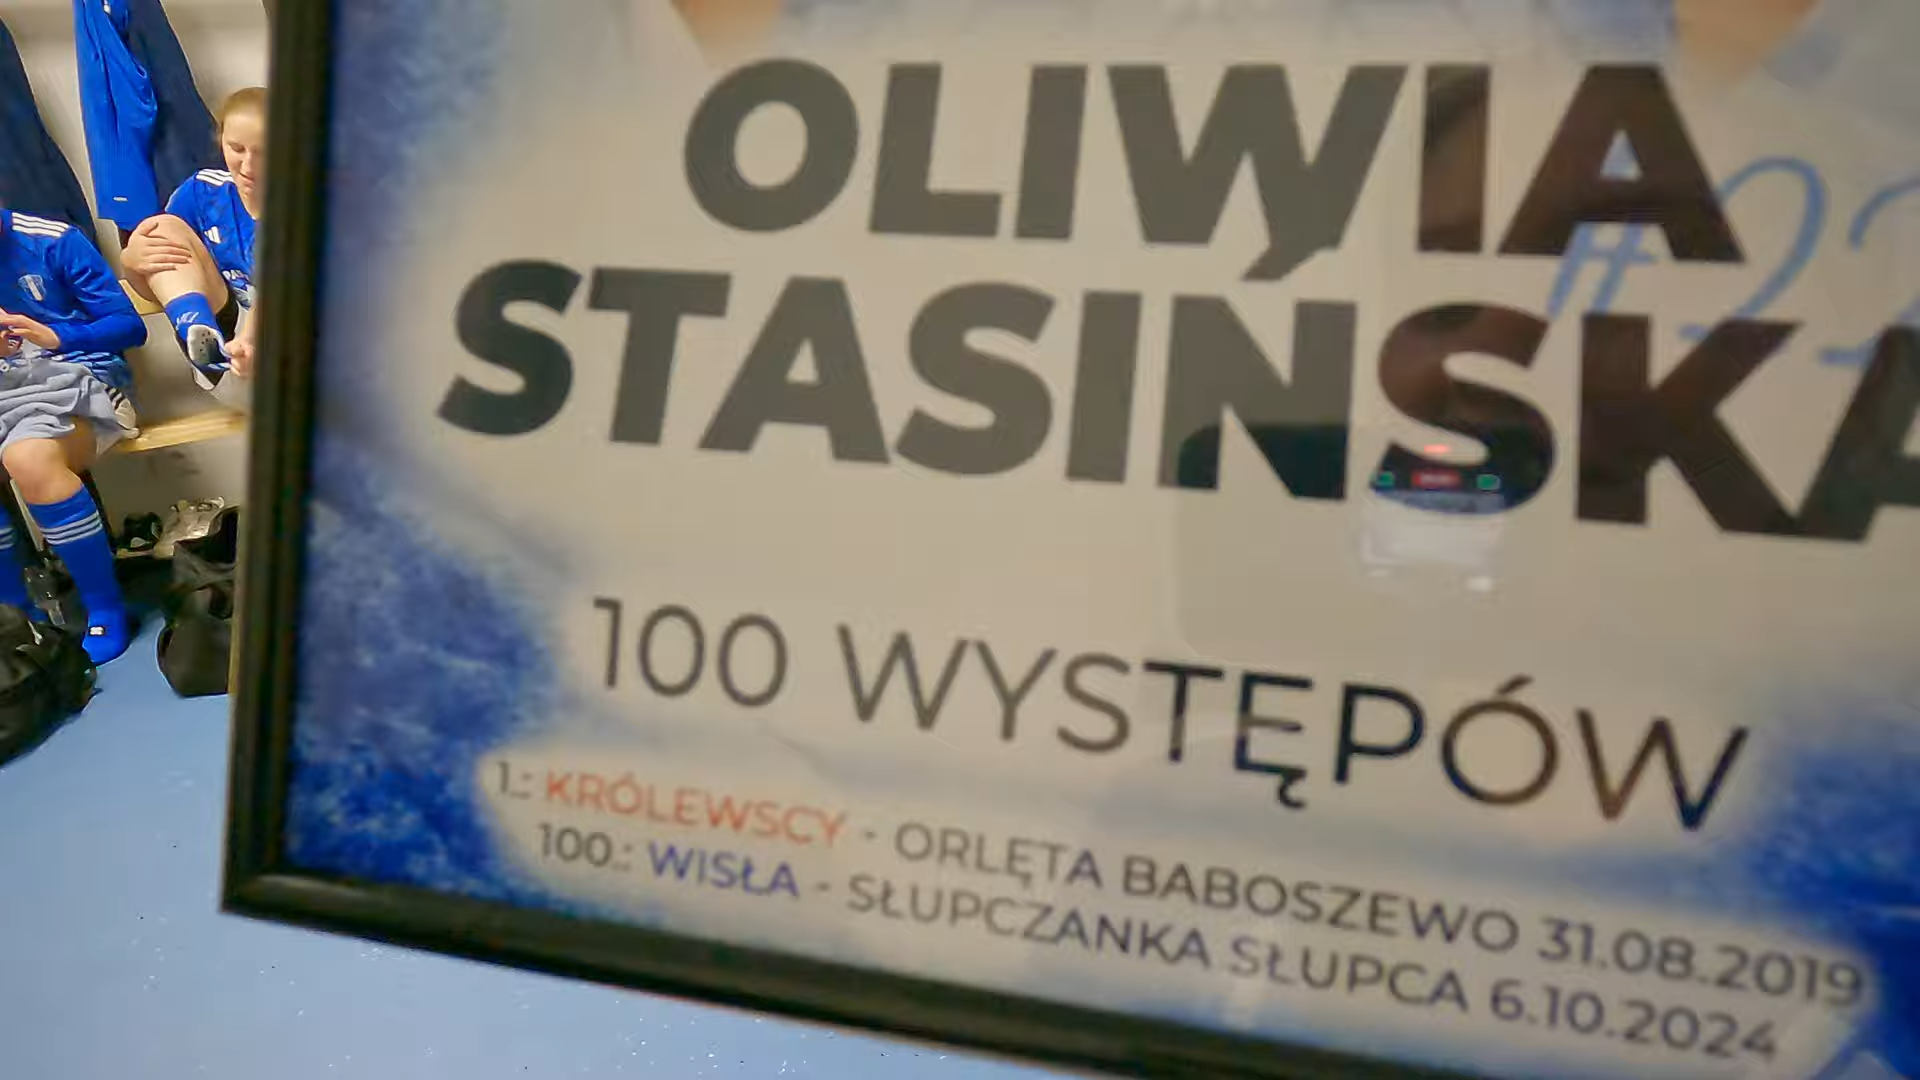 OLIWIA
STASIŃSKA
100 WYSTĘPÓW
1.: KRÓLEWSCY - ORLĘTA BABOSZEWO 31.08.2019
100.: WISŁA - SŁUPCZANKA SŁUPCA 6.10.2024